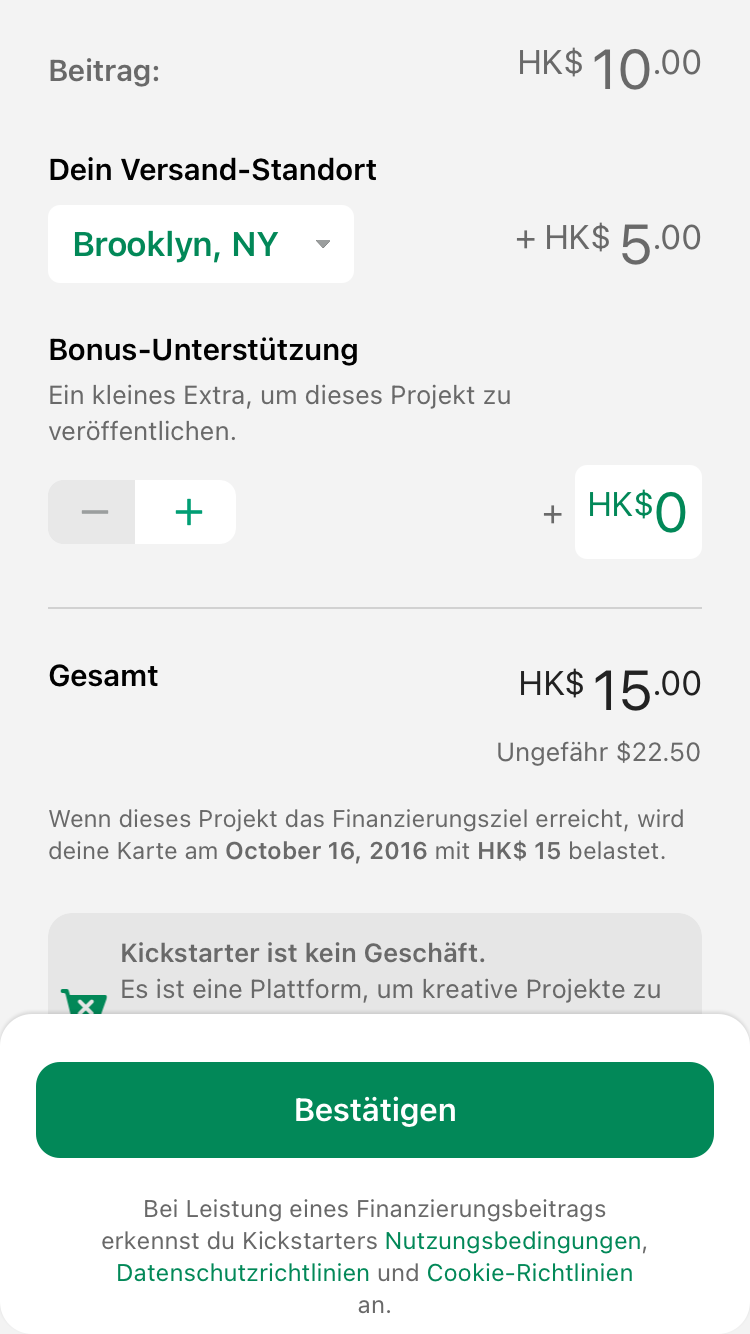 Beitrag:
HK$ 10.00
Dein Versand-Standort
Brooklyn, NY
+ HK$ 5.00
Bonus-Unterstützung
Ein kleines Extra, um dieses Projekt zu
veröffentlichen.
− +
+ HK$0
Gesamt
HK$ 15.00
Ungefähr $22.50
Wenn dieses Projekt das Finanzierungsziel erreicht, wird
deine Karte am October 16, 2016 mit HK$ 15 belastet.
Kickstarter ist kein Geschäft.
Es ist eine Plattform, um kreative Projekte zu
Bestätigen
Bei Leistung eines Finanzierungsbeitrags
erkennst du Kickstarters Nutzungsbedingungen,
Datenschutzrichtlinien und Cookie-Richtlinien
an.